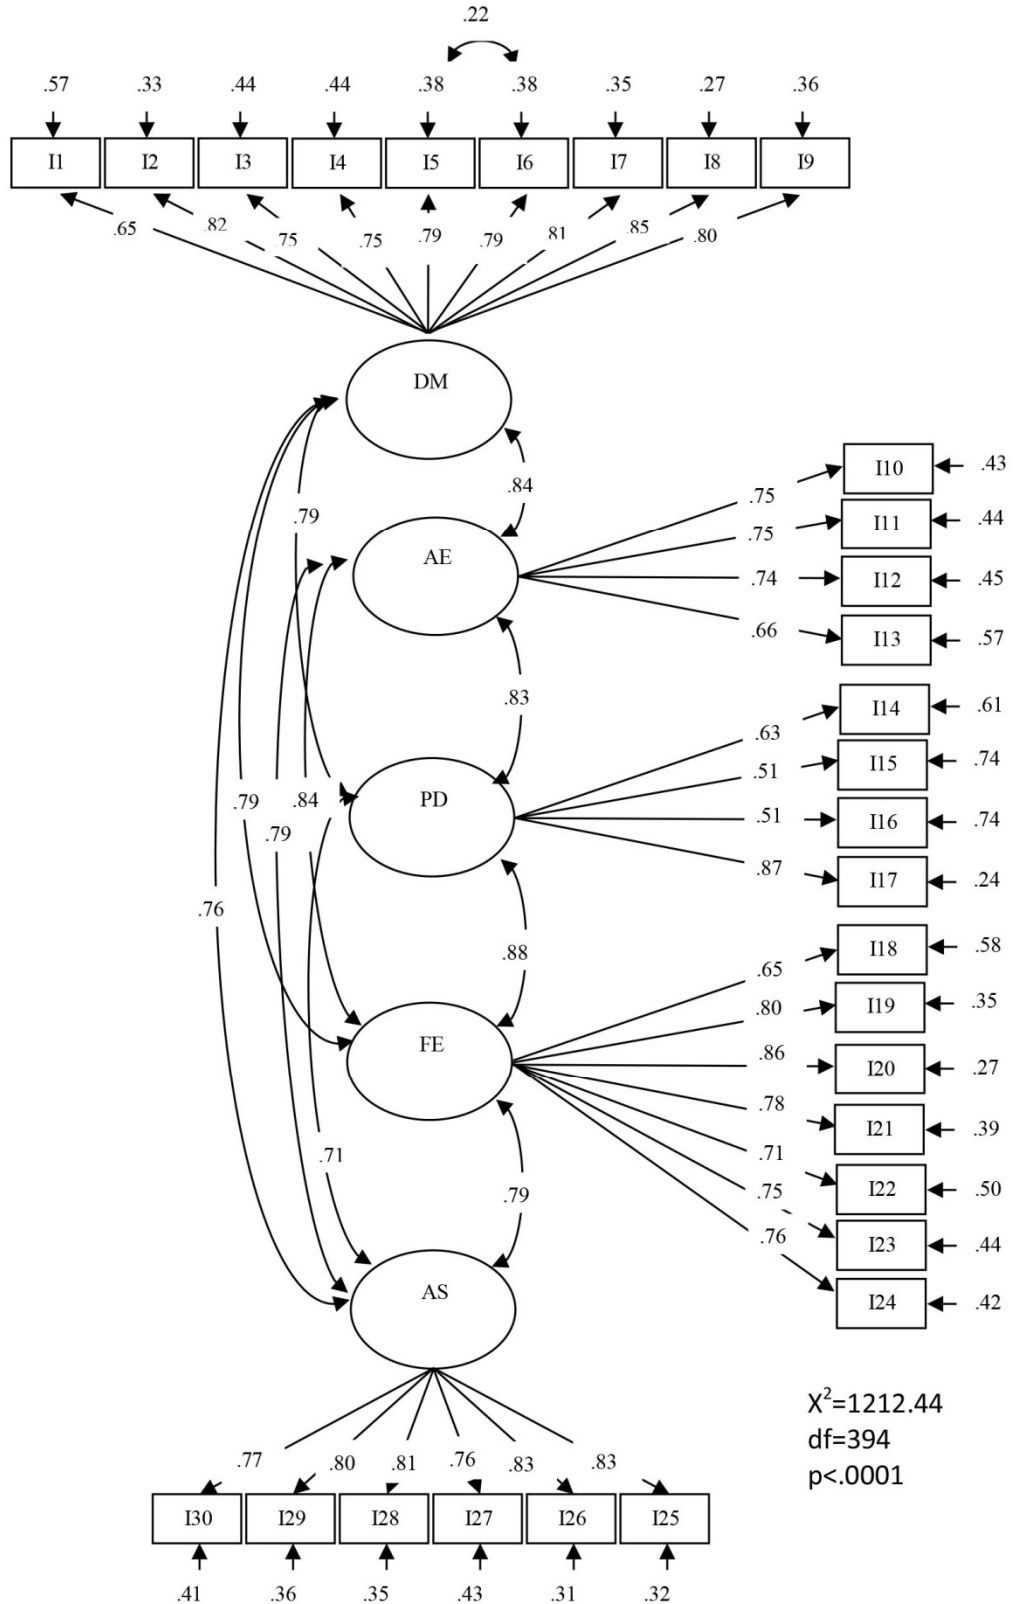 .22
.57 .33 .44 .44 .38 .38 .35 .27 .36
I1 I2 I3 I4 I5 I6 I7 I8 I9
.65 .82 .75 .75 .79 .79 81 .85 .80
DM
.84
.79
AE
.75 I10 .43
.75 I11 .44
.74 I12 .45
.66 I13 .57
.83
.63 I14 .61
.51 I15 .74
.51 I16 .74
.87 I17 .24
PD
.79 .84
.79
.76
.88
.65 I18 .58
.80 I19 .35
.86 I20 .27
.78 I21 .39
.71 I22 .50
.75 I23 .44
.76 I24 .42
FE
.71
.79
AS
X²=1212.44
df=394
p<.0001
.77 .80 .81 .76 .83 .83
I30 I29 I28 I27 I26 I25
.41 .36 .35 .43 .31 .32